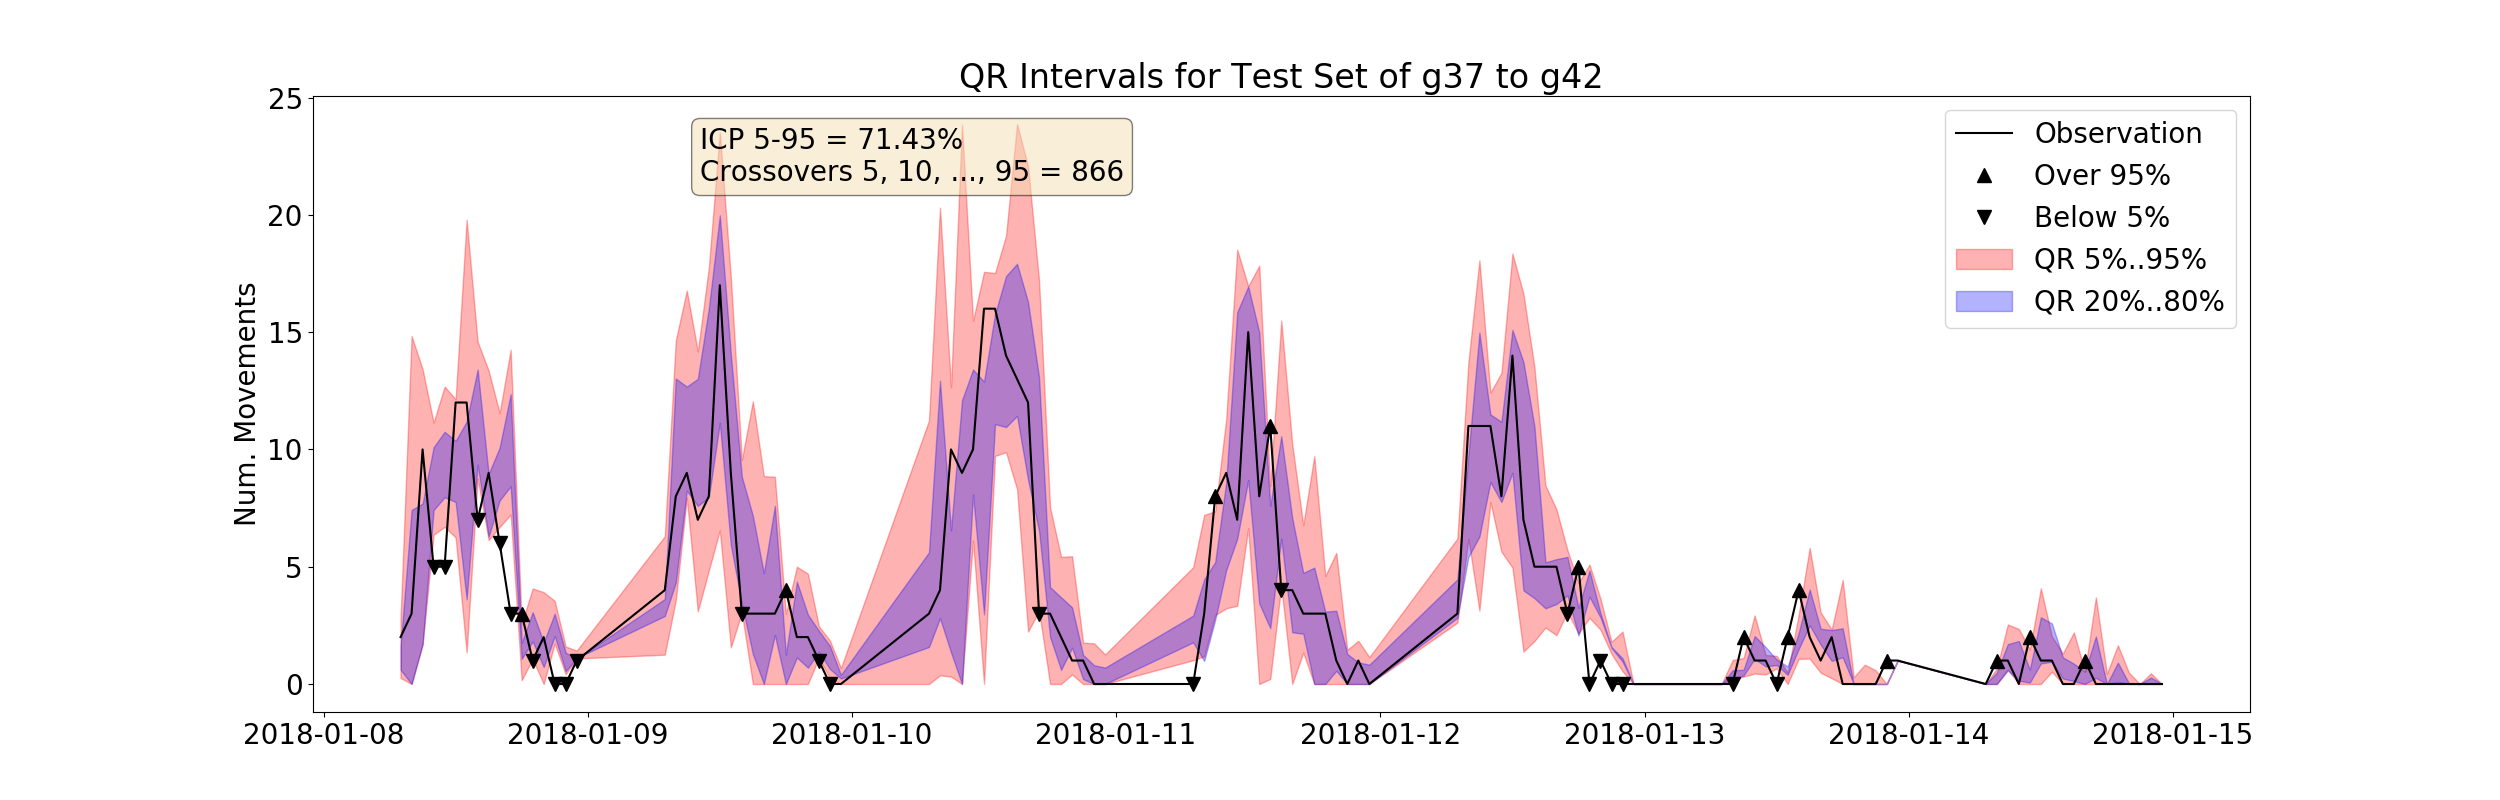 QR Intervals for Test Set of g37 to g42
ICP 5-95 = 71.43%
Crossovers 5, 10, ..., 95 = 866
Observation
Over 95%
Below 5%
QR 5%..95%
QR 20%..80%
Num. Movements
25
20
15
10
5
0
2018-01-08
2018-01-09
2018-01-10
2018-01-11
2018-01-12
2018-01-13
2018-01-14
2018-01-15